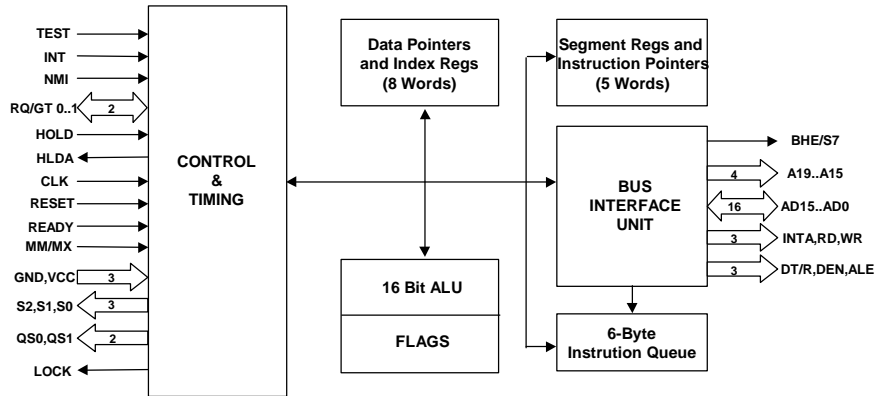 TEST
INT
NMI
RQ/GT 0..1
2
HOLD
HLDA
CLK
RESET
READY
MM/MX
GND,VCC
3
S2,S1,S0
3
QS0,QS1
2
LOCK
CONTROL
&
TIMING
Data Pointers
and Index Regs
(8 Words)
16 Bit ALU
FLAGS
Segment Regs and
Instruction Pointers
(5 Words)
BUS
INTERFACE
UNIT
6-Byte
Instrution Queue
BHE/S7
4
A19..A15
16
AD15..AD0
3
INTA,RD,WR
3
DT/R,DEN,ALE